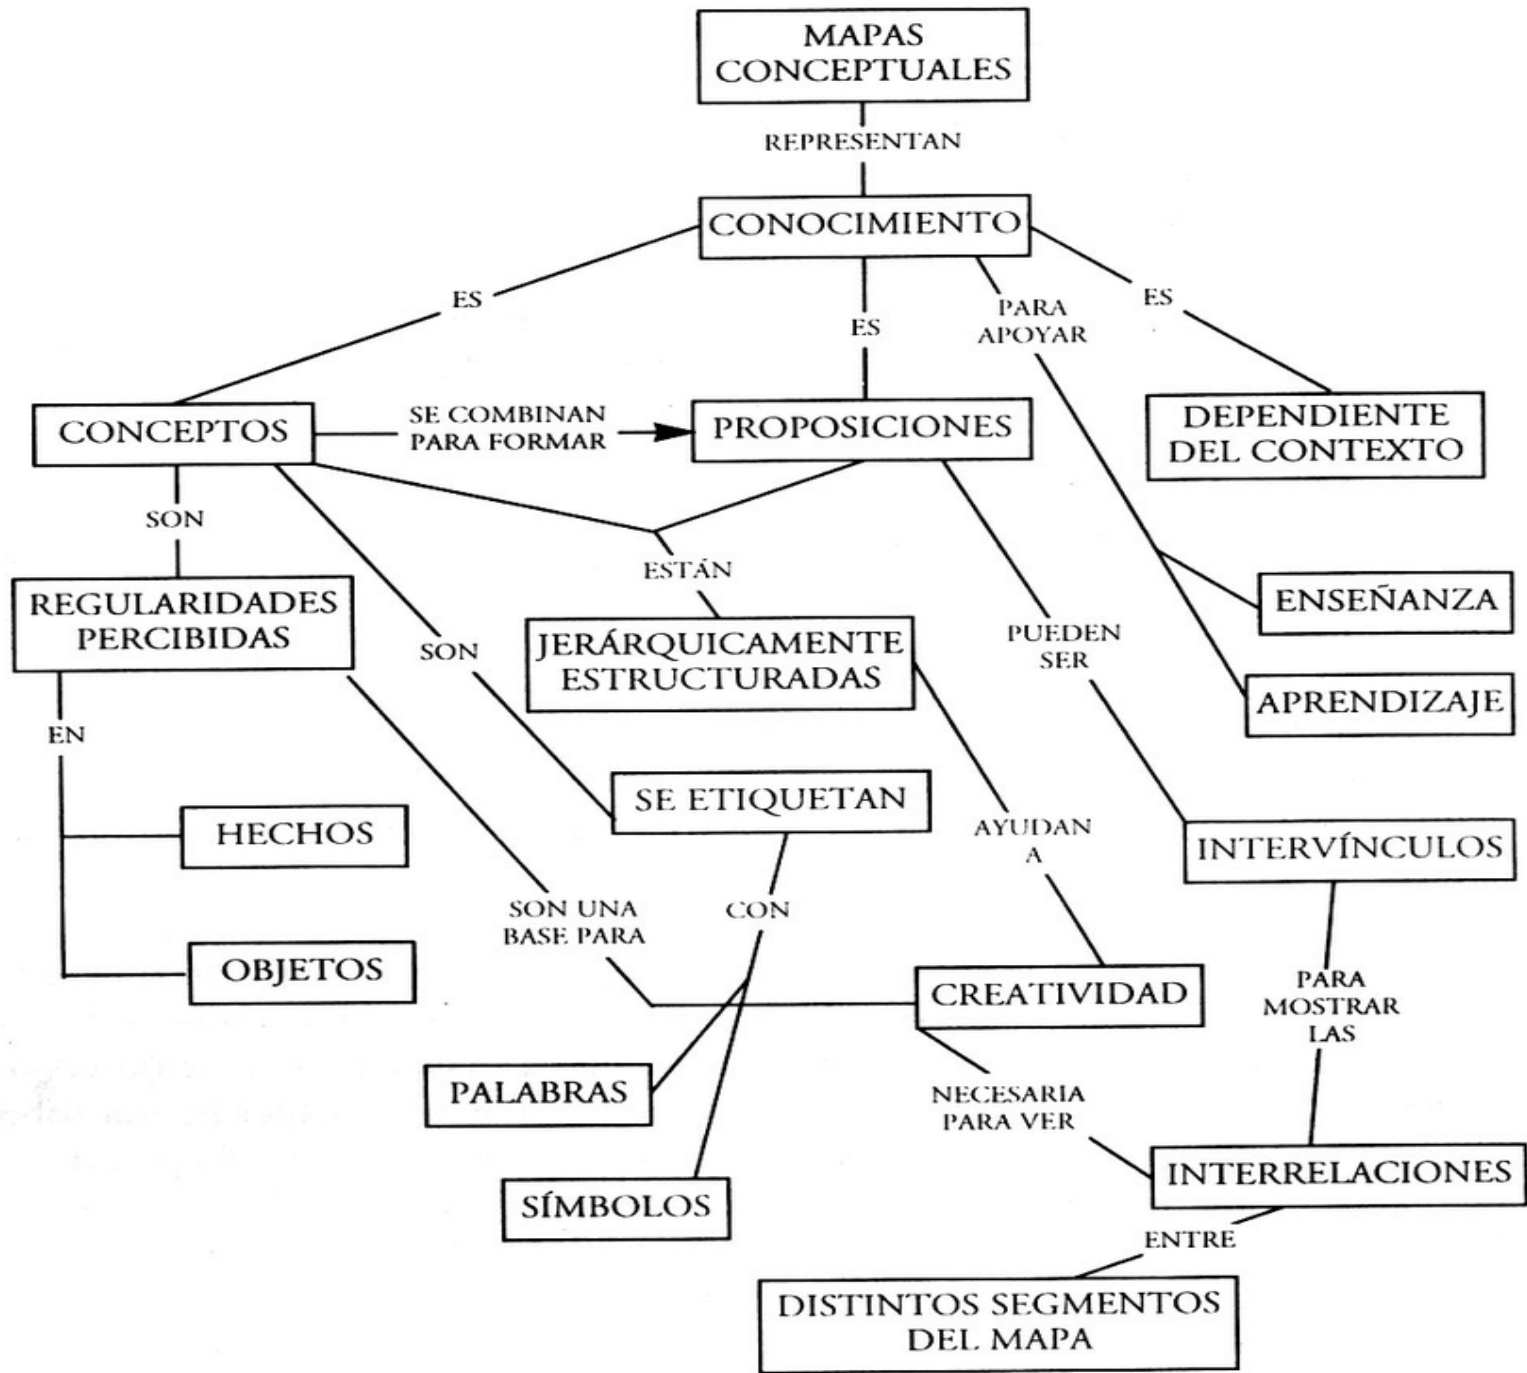 MAPAS
CONCEPTUALES
REPRESENTAN
CONOCIMIENTO
ES
ES
PARA
APOYAR
ES
CONCEPTOS
SE COMBINAN
PARA FORMAR
PROPOSICIONES
DEPENDIENTE
DEL CONTEXTO
SON
ESTÁN
REGULARIDADES
PERCIBIDAS
SON
JERÁRQUICAMENTE
ESTRUCTURADAS
PUEDEN
SER
ENSEÑANZA
APRENDIZAJE
EN
SE ETIQUETAN
HECHOS
AYUDAN
A
INTERVÍNCULOS
SON UNA
BASE PARA
CON
OBJETOS
CREATIVIDAD
PARA
MOSTRAR
LAS
PALABRAS
NECESARIA
PARA VER
SÍMBOLOS
INTERRELACIONES
ENTRE
DISTINTOS SEGMENTOS
DEL MAPA